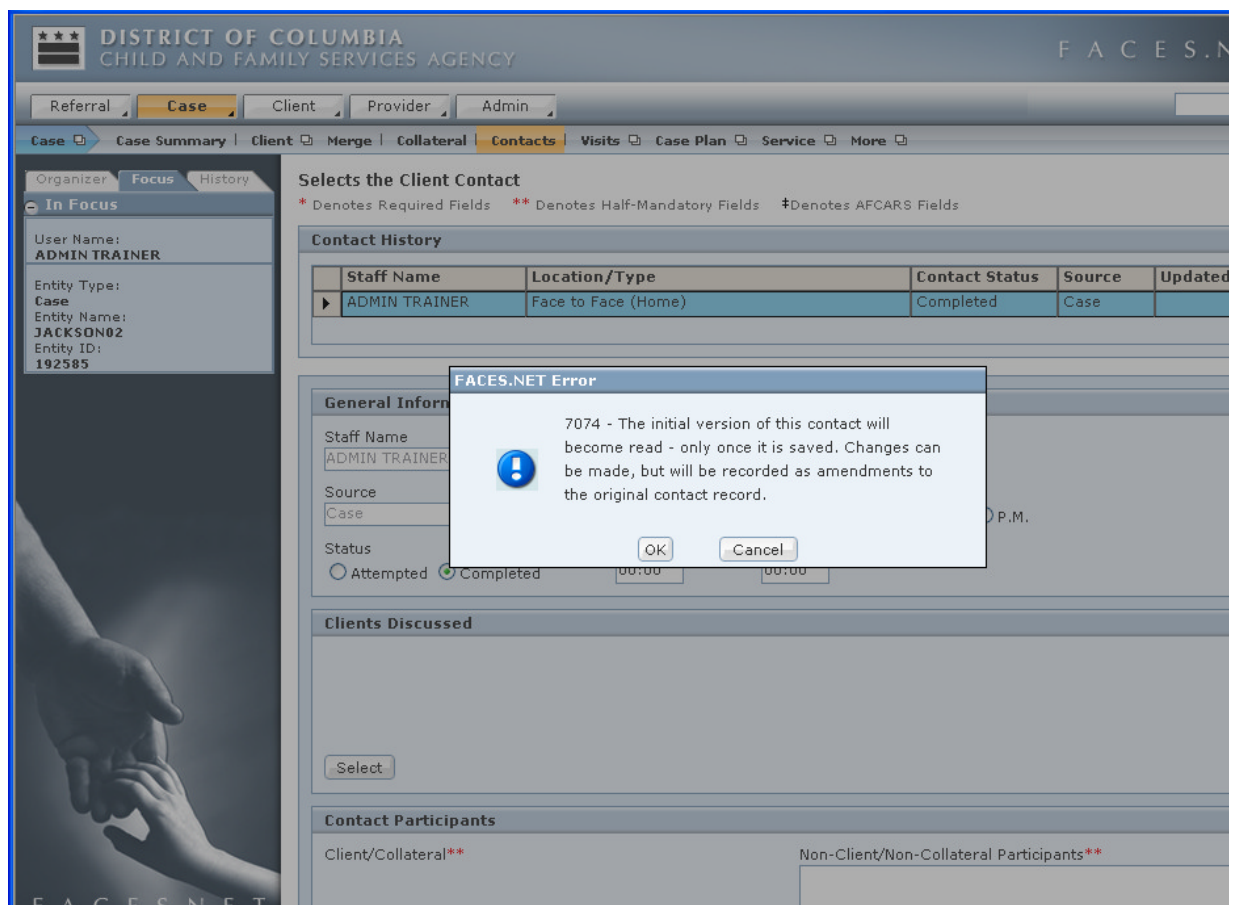 DISTRICT OF COLUMBIA
CHILD AND FAMILY SERVICES AGENCY
FACES.N
Referral Case Client Provider Admin
Case Case Summary | Client Merge | Collateral | Contacts | Visits Case Plan Service More
Organizer Focus History
In Focus
User Name:
ADMIN TRAINER
Entity Type:
Case
Entity Name:
JACKSON02
Entity ID:
192585
Selects the Client Contact
* Denotes Required Fields ** Denotes Half-Mandatory Fields ‡Denotes AFCARS Fields
Contact History
Staff Name Location/Type Contact Status Source Updated
ADMIN TRAINER Face to Face (Home) Completed Case
General Inform
Staff Name
ADMIN TRAINER
Source
Case
P.M.
Status
Attempted Completed 00:00 00:00
FACES.NET Error
7074 - The initial version of this contact will
become read - only once it is saved. Changes can
be made, but will be recorded as amendments to
the original contact record.
OK Cancel
Clients Discussed
Select
Contact Participants
Client/Collateral** Non-Client/Non-Collateral Participants**
FACESNET